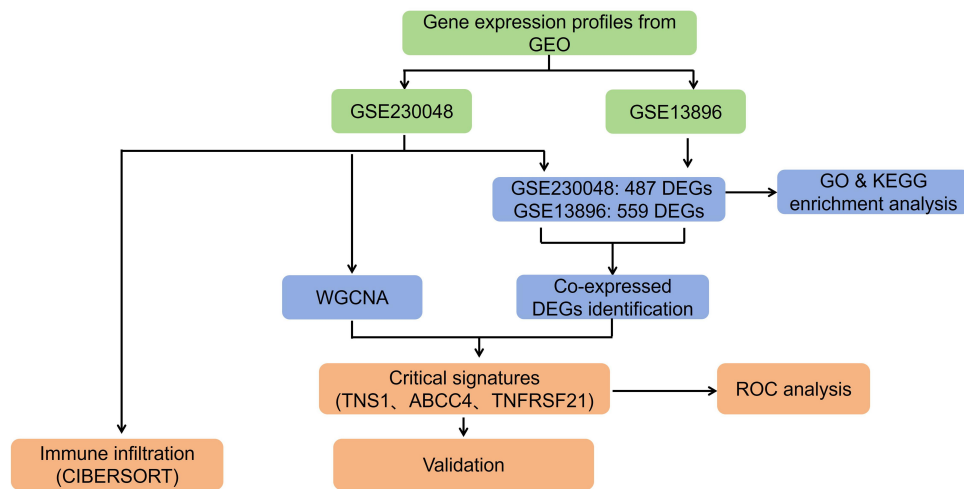 Gene expression profiles from
GEO
GSE230048
GSE13896
GSE230048: 487 DEGs
GSE13896: 559 DEGs
GO & KEGG
enrichment analysis
WGCNA
Co-expressed
DEGs identification
Critical signatures
(TNS1、ABCC4、TNFRSF21)
ROC analysis
Immune infiltration
(CIBERSORT)
Validation